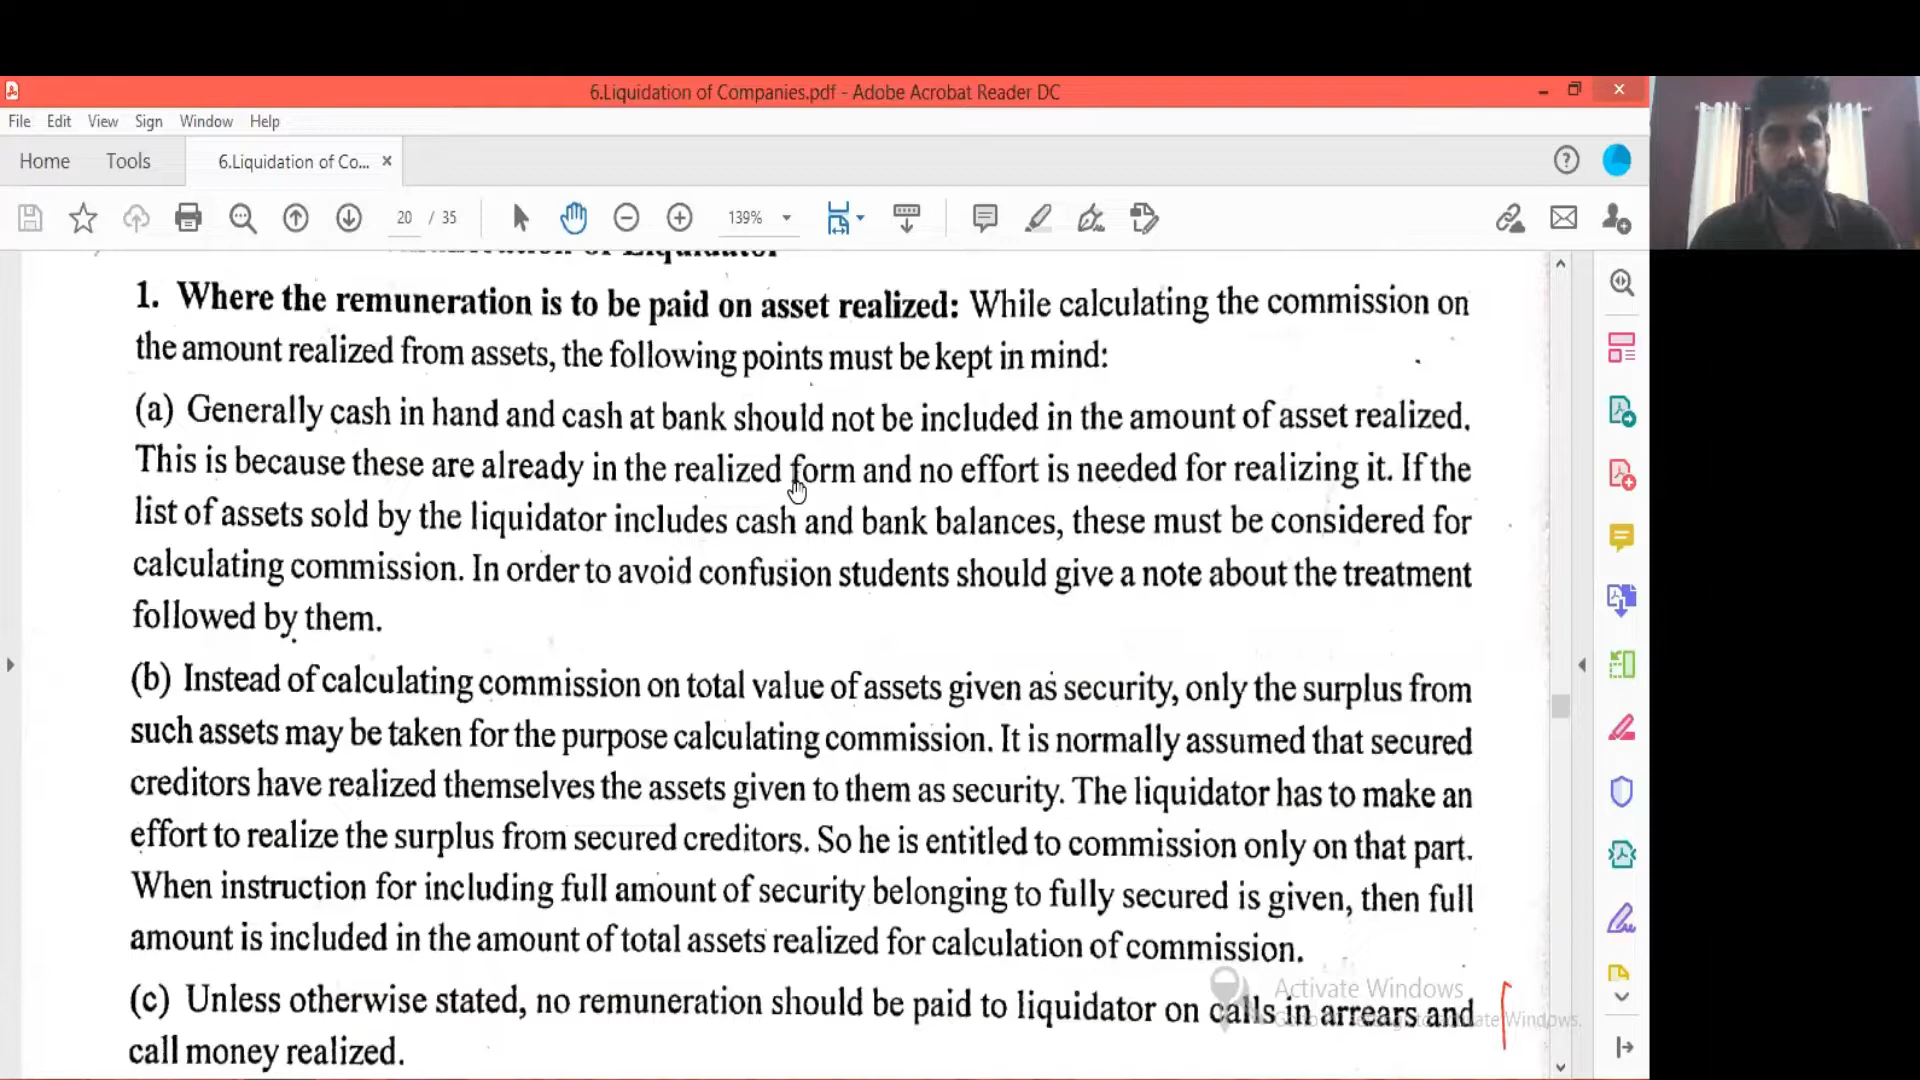 6.Liquidation of Companies.pdf - Adobe Acrobat Reader DC
File Edit View Sign Window Help
Home Tools 6.Liquidation of Co... ×
20 / 35 139%
of Liquidator
1. Where the remuneration is to be paid on asset realized: While calculating the commission on
the amount realized from assets, the following points must be kept in mind:
(a) Generally cash in hand and cash at bank should not be included in the amount of asset realized.
This is because these are already in the realized form and no effort is needed for realizing it. If the
list of assets sold by the liquidator includes cash and bank balances, these must be considered for
calculating commission. In order to avoid confusion students should give a note about the treatment
followed by them.
(b) Instead of calculating commission on total value of assets given as security, only the surplus from
such assets may be taken for the purpose calculating commission. It is normally assumed that secured
creditors have realized themselves the assets given to them as security. The liquidator has to make an
effort to realize the surplus from secured creditors. So he is entitled to commission only on that part.
When instruction for including full amount of security belonging to fully secured is given, then full
amount is included in the amount of total assets realized for calculation of commission.
Activate Windows
(c) Unless otherwise stated, no remuneration should be paid to liquidator on calls in arrears and
call money realized.